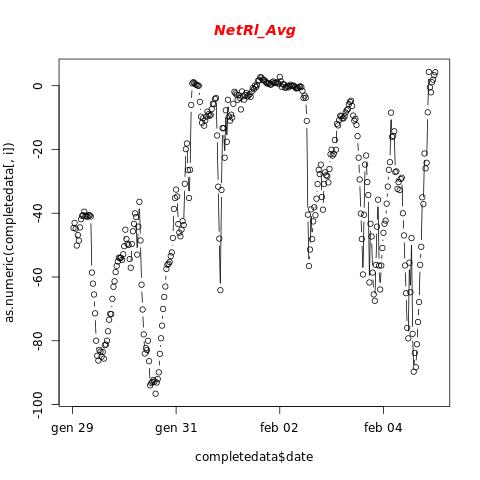 NetRl_Avg
as.numeric(completedata[, i])
0
-20
-40
-60
-80
-100
gen 29
gen 31
feb 02
feb 04
completedata$date